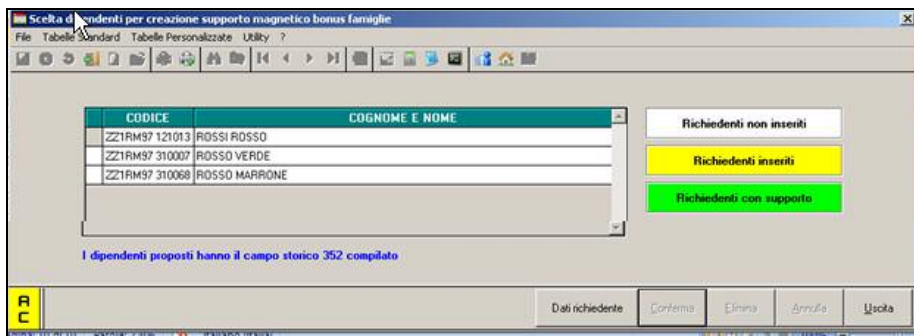 Scelta dipendenti per creazione supporto magnetico bonus famiglie
File Tabelle Standard Tabelle Personalizzate Utility ?
CODICE COGNOME E NOME
ZZ1RM97 121013 ROSSI ROSSO
ZZ1RM97 310007 ROSSO VERDE
ZZ1RM97 310068 ROSSO MARRONE
Richiedenti non inseriti
Richiedenti inseriti
Richiedenti con supporto
I dipendenti proposti hanno il campo storico 352 compilato
A C
Dati richiedente Conferma Elimina Annulla Uscita